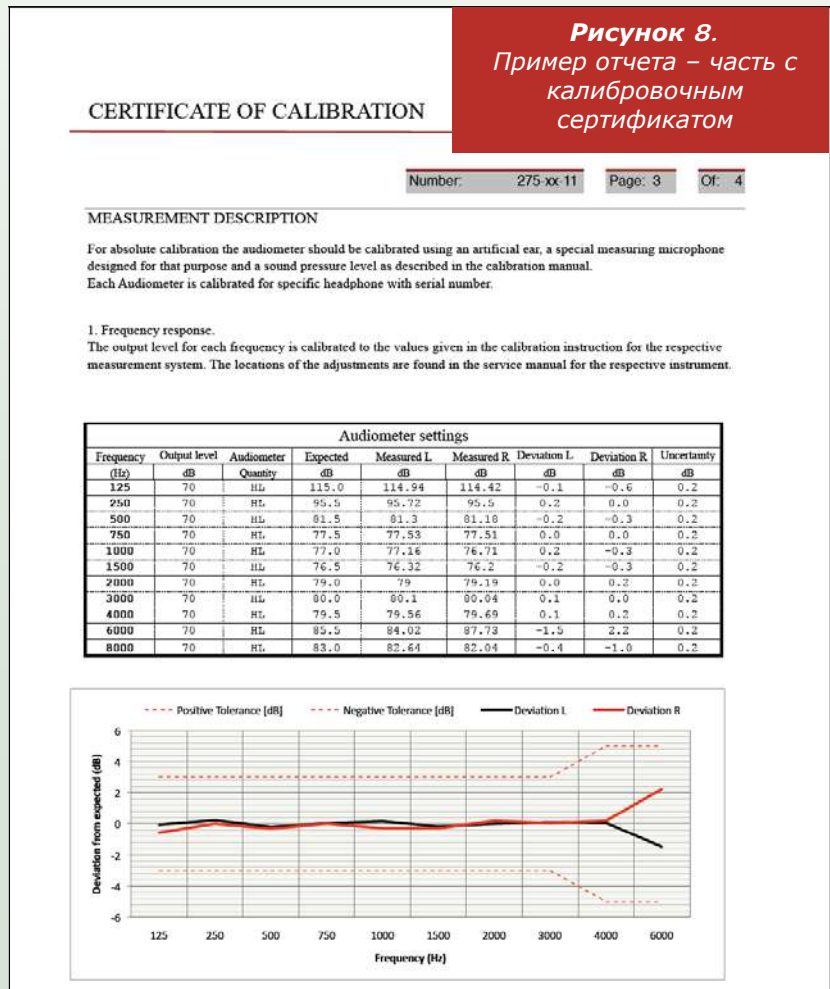 Рисунок 8.
Пример отчета – часть с
калибровочным
сертификатом
CERTIFICATE OF CALIBRATION
Number: 275-xx-11 Page: 3 Of: 4
MEASUREMENT DESCRIPTION
For absolute calibration the audiometer should be calibrated using an artificial ear, a special measuring microphone
designed for that purpose and a sound pressure level as described in the calibration manual.
Each Audiometer is calibrated for specific headphone with serial number.
1. Frequency response.
The output level for each frequency is calibrated to the values given in the calibration instruction for the respective
measurement system. The locations of the adjustments are found in the service manual for the respective instrument.
Audiometer settings
Frequency Output level Audiometer Expected Measured L Measured R Deviation L Deviation R Uncertainty
(Hz) dB Quantity dB dB dB dB dB dB
125 70 HL 115.0 114.94 114.42 -0.1 -0.6 0.2
250 70 HL 95.5 95.72 95.5 0.2 0.0 0.2
500 70 HL 81.5 81.3 81.18 -0.2 -0.3 0.2
750 70 HL 77.5 77.53 77.51 0.0 0.0 0.2
1000 70 HL 77.0 77.16 76.71 0.2 -0.3 0.2
1500 70 HL 76.5 76.32 76.2 -0.2 -0.3 0.2
2000 70 HL 79.0 79 79.19 0.0 0.2 0.2
3000 70 HL 80.0 80.1 80.04 0.1 0.0 0.2
4000 70 HL 79.5 79.56 79.69 0.1 0.2 0.2
6000 70 HL 85.5 84.02 87.73 -1.5 2.2 0.2
8000 70 HL 83.0 82.64 82.04 -0.4 -1.0 0.2
Positive Tolerance [dB] Negative Tolerance [dB] Deviation L Deviation R
Deviation from expected (dB)
6
4
2
0
-2
-4
-6
125 250 500 750 1000 1500 2000 3000 4000 6000
Frequency (Hz)